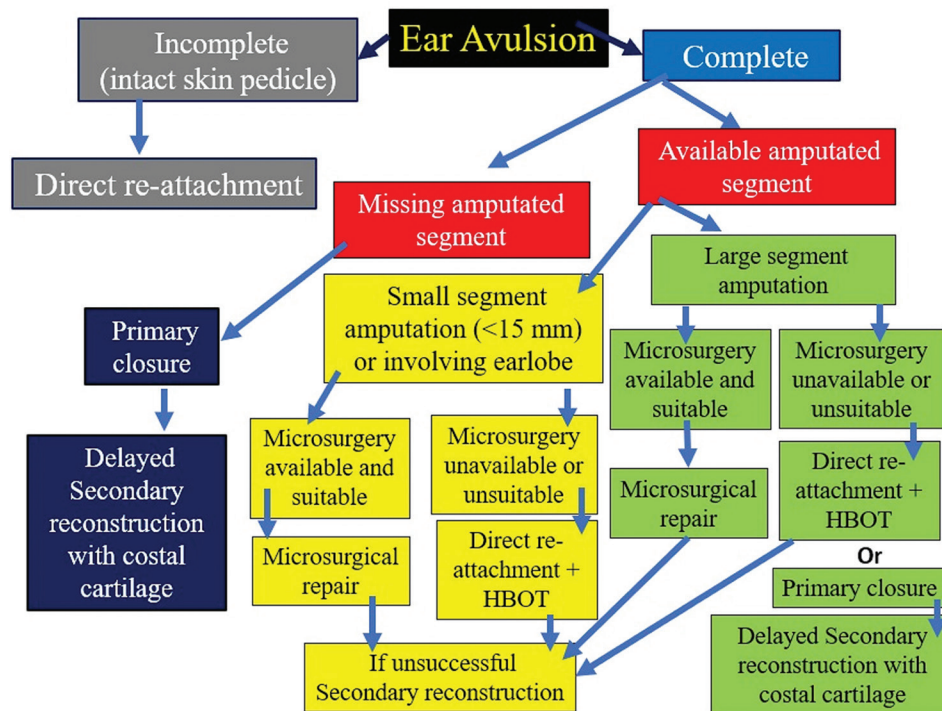 Ear Avulsion
Incomplete
(intact skin pedicle)
Complete
Direct re-attachment
Available amputated
segment
Missing amputated
segment
Large segment
amputation
Small segment
amputation (<15 mm)
or involving earlobe
Primary
closure
Microsurgery
available and
suitable
Microsurgery
unavailable or
unsuitable
Microsurgery
available and
suitable
Microsurgery
unavailable or
unsuitable
Delayed
Secondary
reconstruction
with costal
cartilage
Microsurgical
repair
Direct re-
attachment +
HBOT
Microsurgical
repair
Direct re-
attachment +
HBOT
Or
Primary closure
If unsuccessful
Secondary reconstruction
Delayed Secondary
reconstruction with
costal cartilage